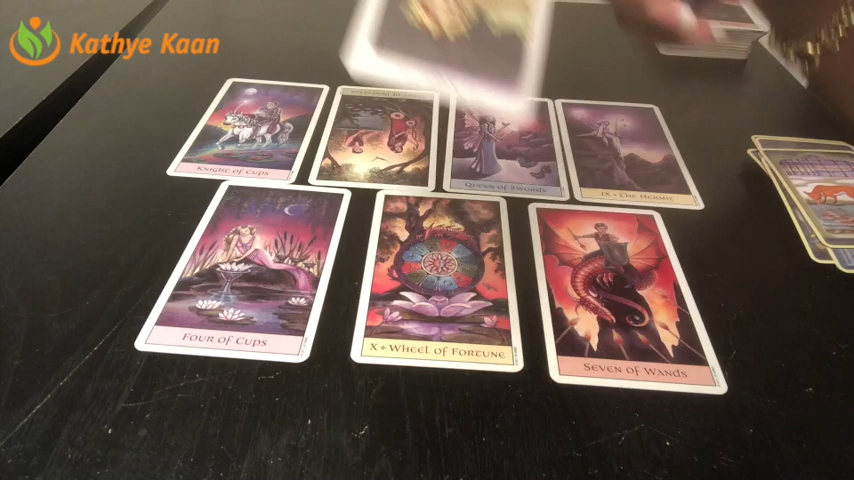 Kathye Kaan
Knight of Cups
Queen of Swords
IX + The Hermit
Four of Cups
X + Wheel of Fortune
Seven of Wands